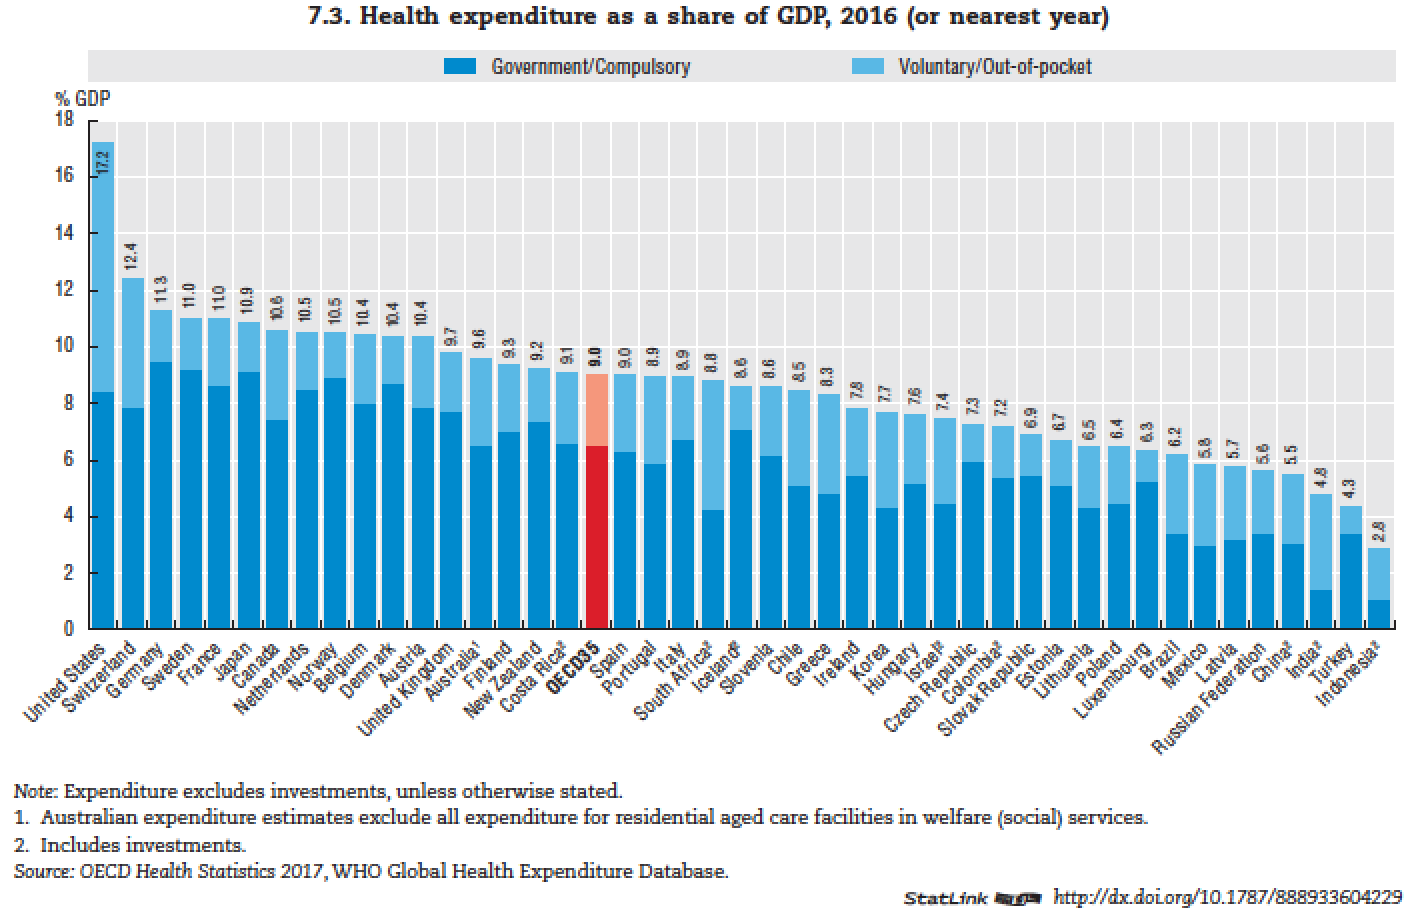 7.3. Health expenditure as a share of GDP, 2016 (or nearest year)
Government/Compulsory
Voluntary/Out-of-pocket
% GDP
18
16
14
12
10
8
6
4
2
0
17.2
12.4
11.3
11.0
11.0
10.9
10.6
10.5
10.5
10.4
10.4
10.4
9.7
9.6
9.3
9.2
9.1
9.0
9.0
8.9
8.9
8.8
8.6
8.6
8.5
8.3
7.8
7.7
7.6
7.4
7.3
7.2
6.9
6.7
6.5
6.4
6.3
6.2
5.8
5.7
5.6
5.5
4.8
4.3
2.8
United States
Switzerland
Germany
Sweden
France
Japan
Canada
Netherlands
Norway
Belgium
Denmark
Austria
United Kingdom
Australia¹
Finland
New Zealand
Costa Rica²
OECD35
Spain
Portugal
Italy
South Africa²
Iceland²
Slovenia
Chile
Greece
Ireland
Korea
Hungary
Israel²
Czech Republic
Colombia²
Slovak Republic
Estonia
Lithuania
Poland
Luxembourg
Brazil
Mexico
Latvia
Russian Federation
China²
India²
Turkey
Indonesia²
Note: Expenditure excludes investments, unless otherwise stated.
1. Australian expenditure estimates exclude all expenditure for residential aged care facilities in welfare (social) services.
2. Includes investments.
Source: OECD Health Statistics 2017, WHO Global Health Expenditure Database.
StatLink http://dx.doi.org/10.1787/888933604229